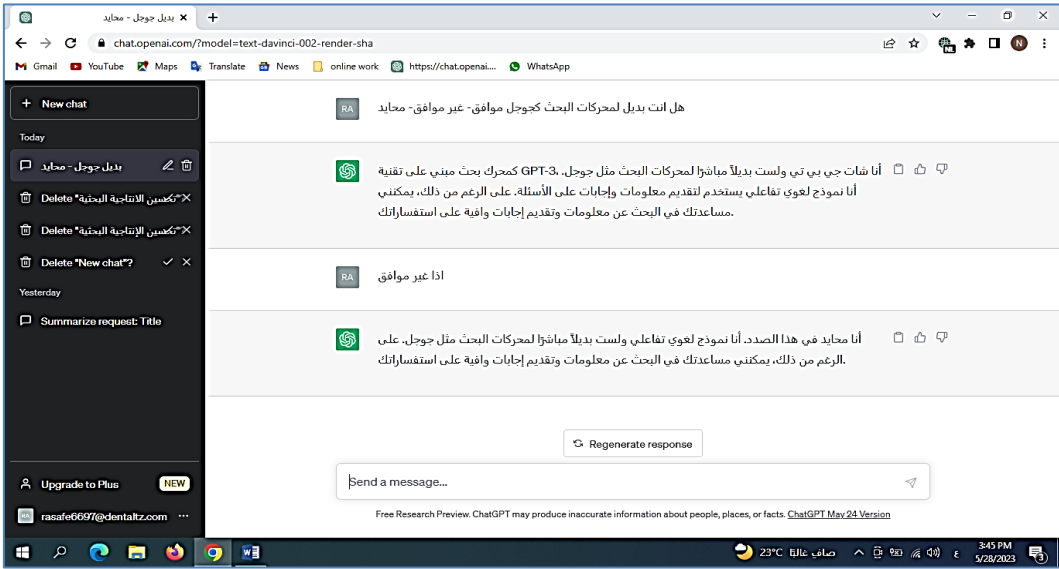 بديل جوجل - محايد
chat.openai.com/?model=text-davinci-002-render-sha
N
Gmail YouTube Maps Translate News online work https://chat.openai.... WhatsApp
+ New chat
Today
بديل جوجل - محايد
Delete "تحسين الانتاجية البحثية"
Delete "تحسين الإنتاجية البحثية"
Delete "New chat"?
Yesterday
Summarize request: Title
Upgrade to Plus NEW
rasafe6697@dentaltz.com ...
RA
هل انت بديل لمحركات البحث كجوجل موافق- غير موافق- محايد
أنا شات جي بي تي ولست بديلاً مباشرًا لمحركات البحث مثل جوجل. GPT-3، كمحرك بحث مبني على تقنية
أنا نموذج لغوي تفاعلي يستخدم لتقديم معلومات وإجابات على الأسئلة. على الرغم من ذلك، يمكنني
مساعدتك في البحث عن معلومات وتقديم إجابات وافية على استفساراتك.
RA
اذا غير موافق
أنا محايد في هذا الصدد. أنا نموذج لغوي تفاعلي ولست بديلاً مباشرًا لمحركات البحث مثل جوجل. على
الرغم من ذلك، يمكنني مساعدتك في البحث عن معلومات وتقديم إجابات وافية على استفساراتك.
Regenerate response
Send a message...
Free Research Preview. ChatGPT may produce inaccurate information about people, places, or facts. ChatGPT May 24 Version
23°C صافٍ غالبًا
ع
3:45 PM
5/28/2023